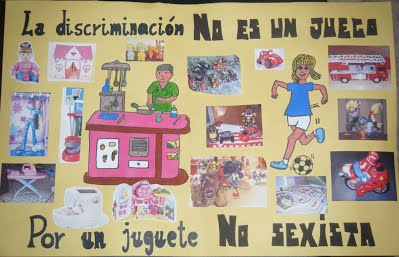 La discriminación NO ES UN JUEGO
Por un juguete No SEXISTA